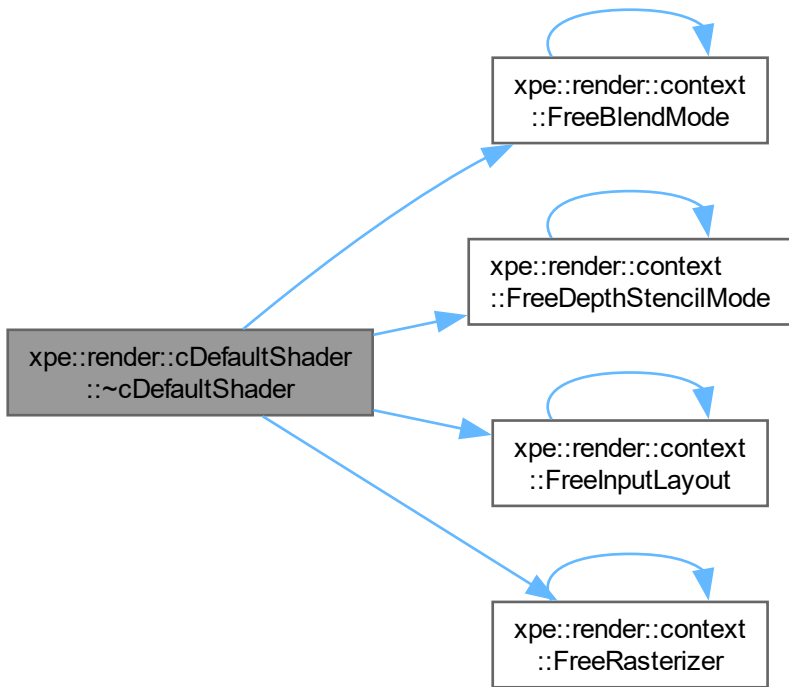 xpe::render::context
::FreeBlendMode
xpe::render::context
::FreeDepthStencilMode
xpe::render::cDefaultShader
::~cDefaultShader
xpe::render::context
::FreeInputLayout
xpe::render::context
::FreeRasterizer